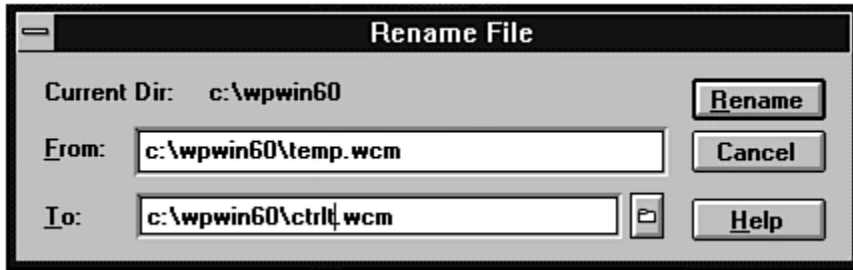 Rename File
Current Dir: c:\wpwin60
Rename
From: c:\wpwin60\temp.wcm
Cancel
To: c:\wpwin60\ctrlt.wcm
Help